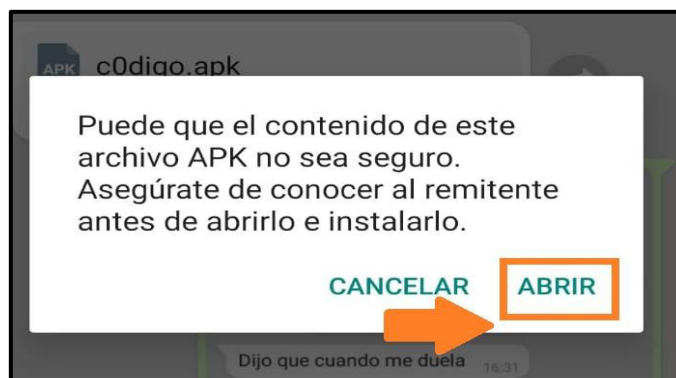 APK c0digo.apk
Puede que el contenido de este
archivo APK no sea seguro.
Asegúrate de conocer al remitente
antes de abrirlo e instalarlo.
CANCELAR ABRIR
Dijo que cuando me duela 16:31